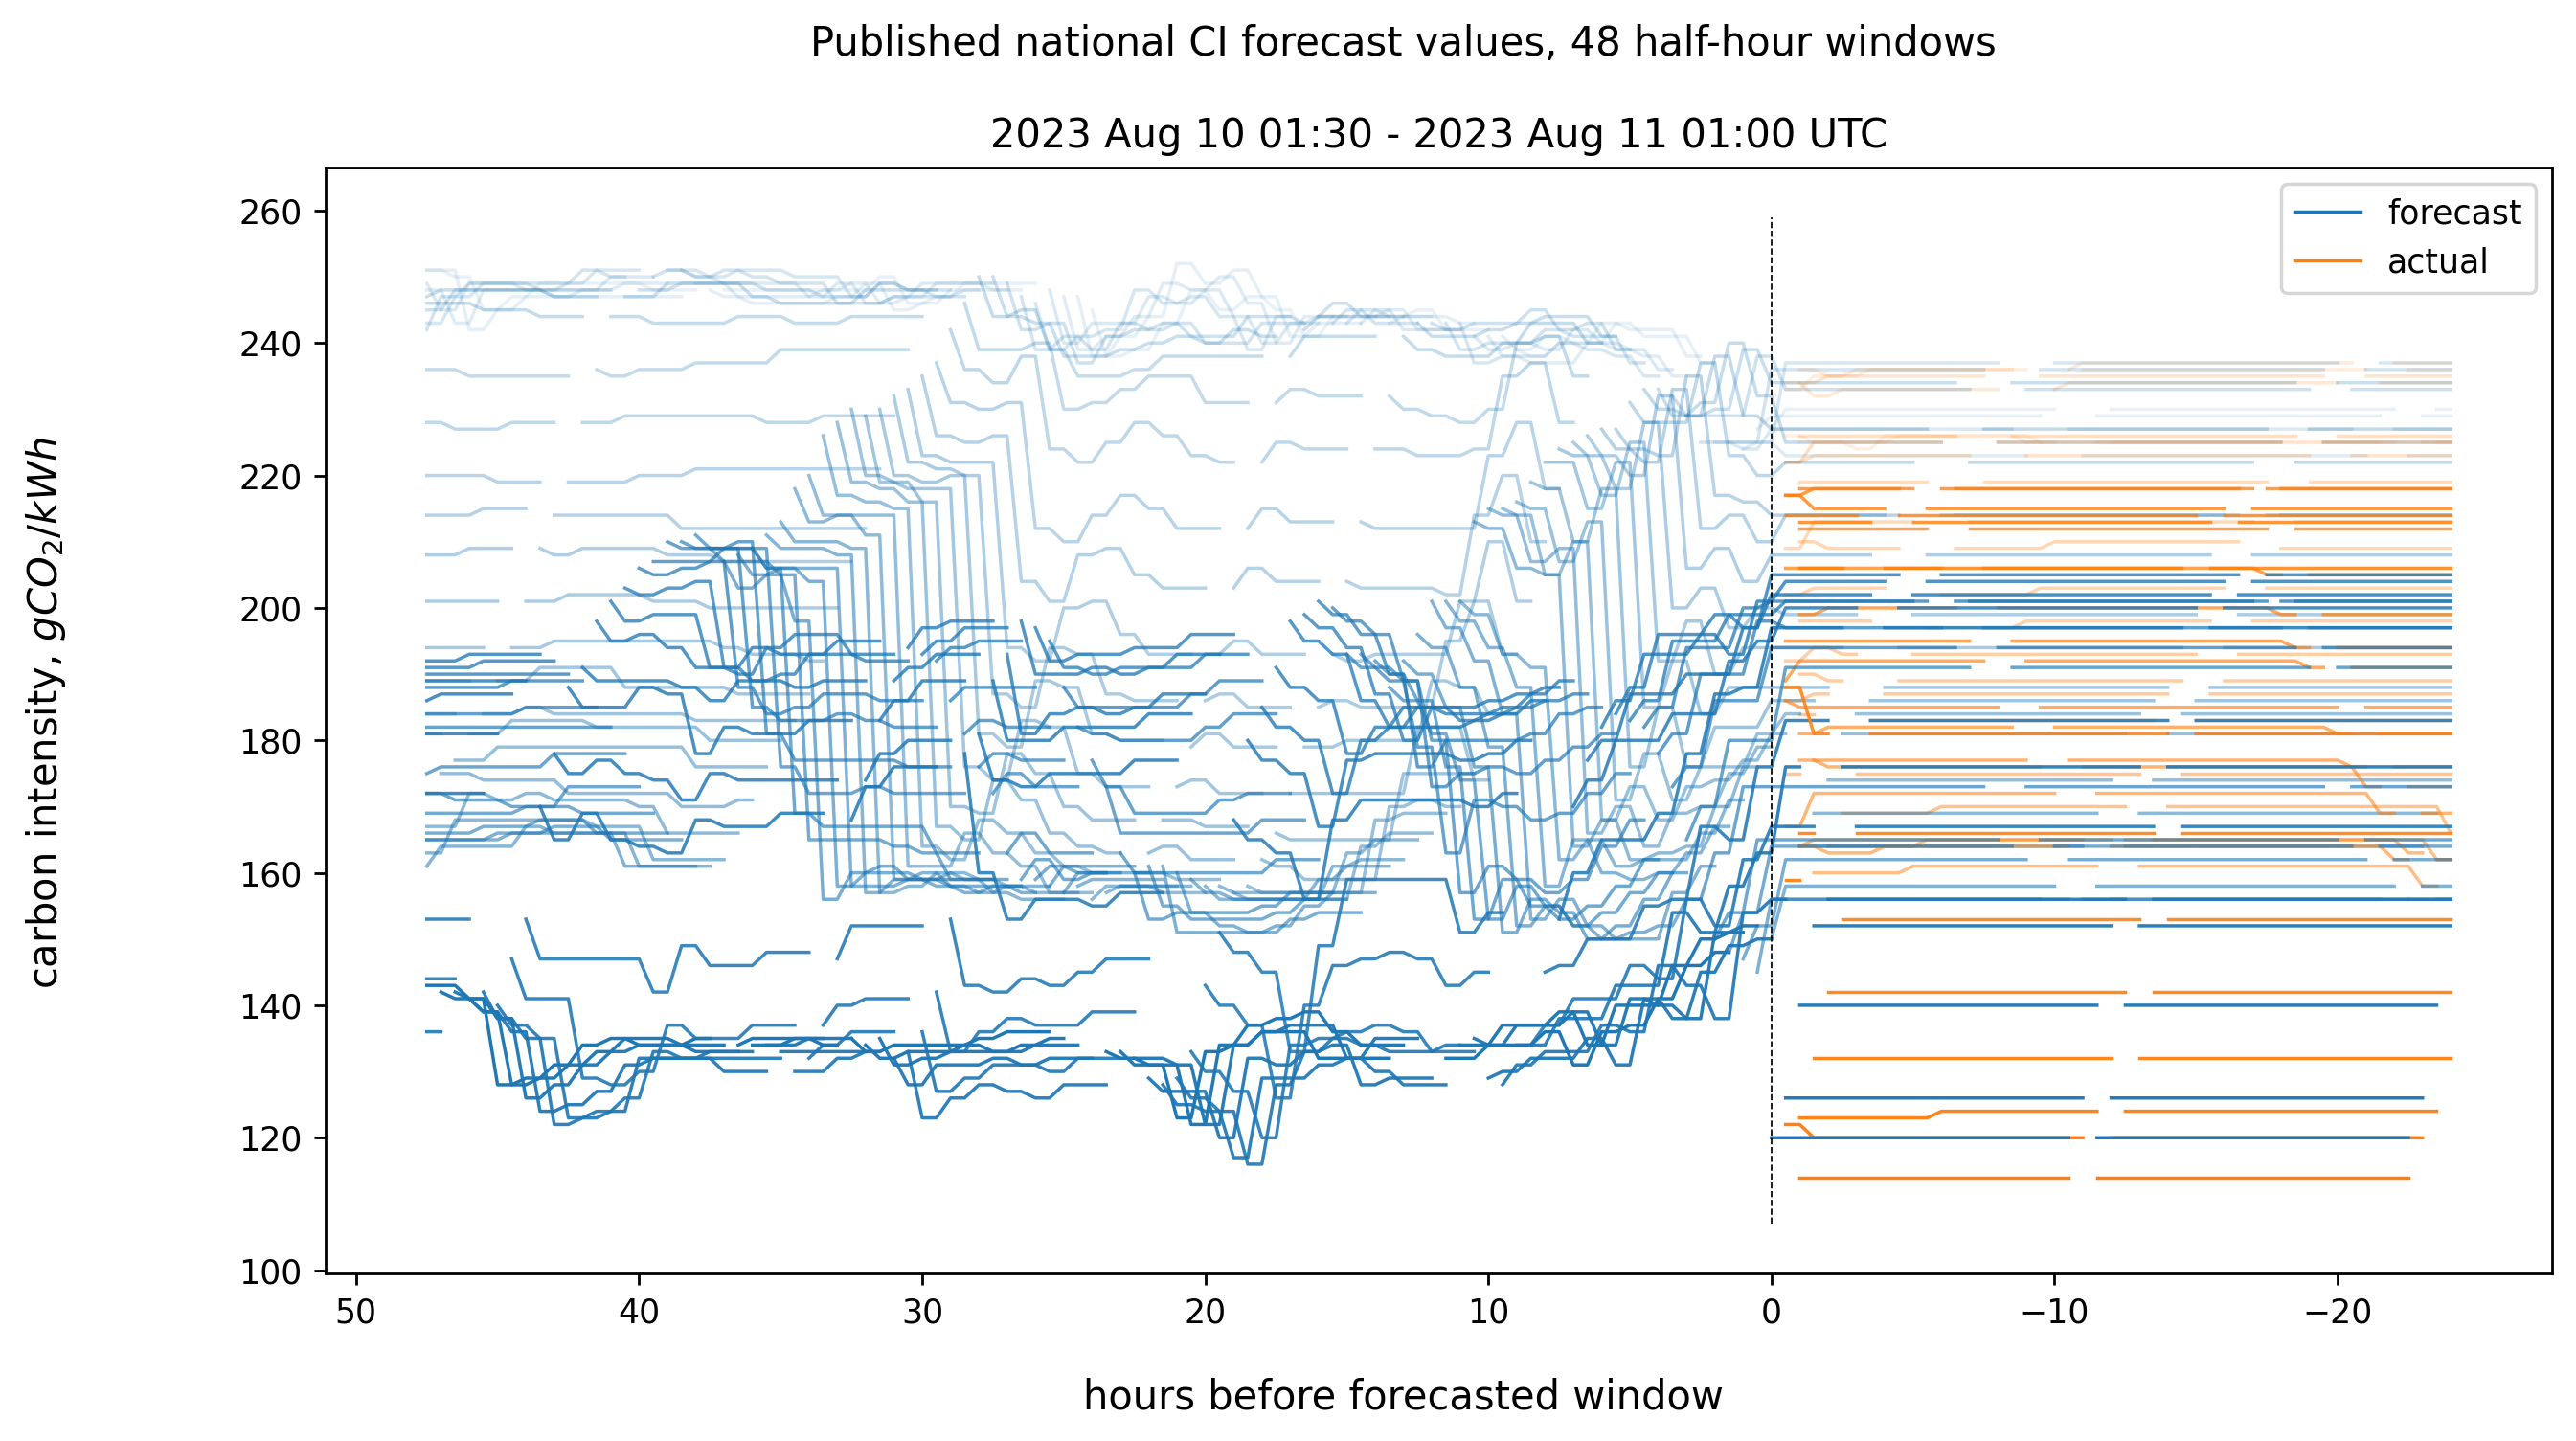 Published national CI forecast values, 48 half-hour windows
2023 Aug 10 01:30 - 2023 Aug 11 01:00 UTC
forecast
actual
carbon intensity, gCO₂/kWh
260
240
220
200
180
160
140
120
100
50
40
30
20
10
0
−10
−20
hours before forecasted window